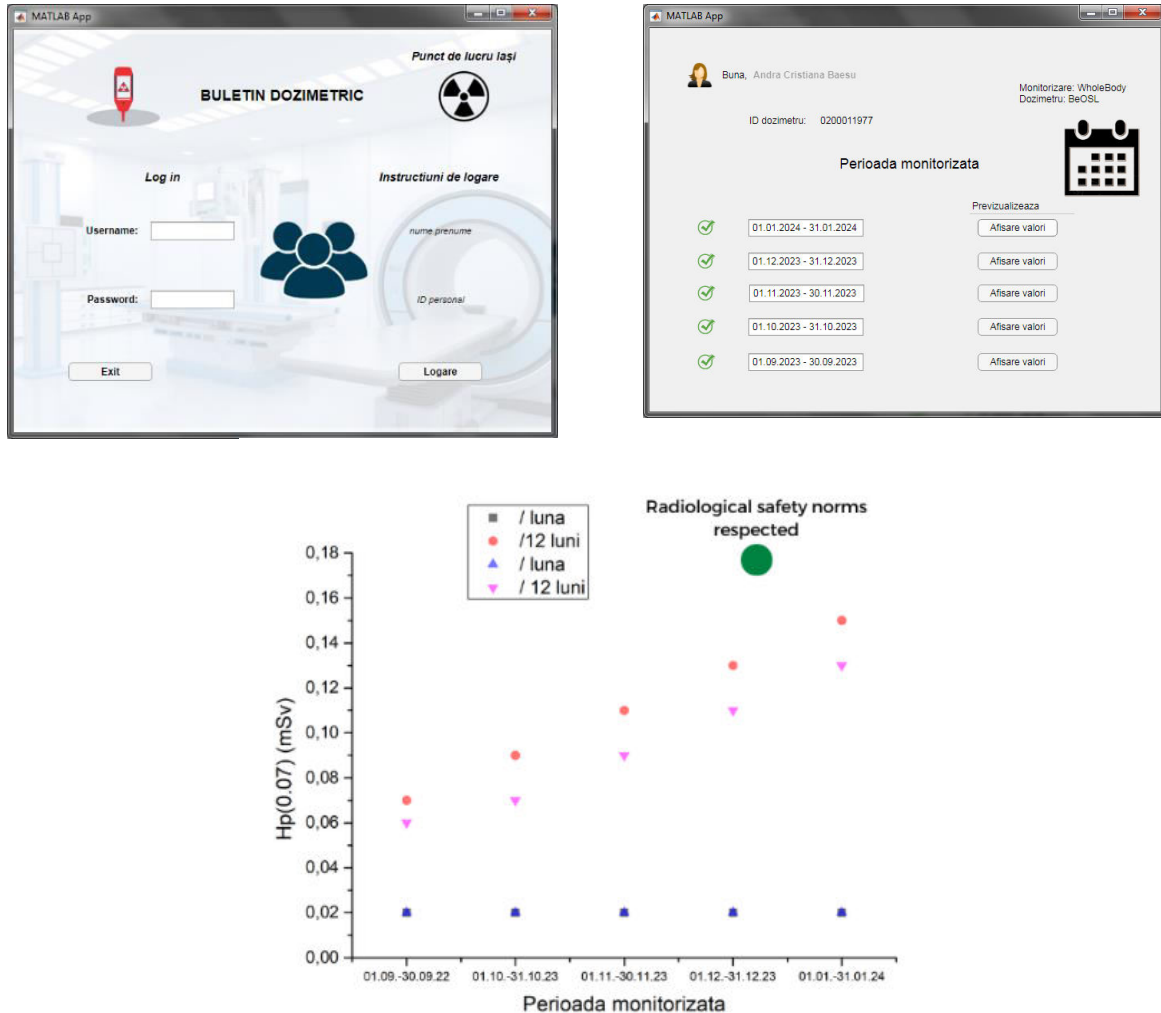 MATLAB App
Punct de lucru Iași
BULETIN DOZIMETRIC
Log in
Instructiuni de logare
Username:
nume prenume
Password:
ID personal
Exit
Logare
MATLAB App
Buna, Andra Cristiana Baesu
Monitorizare: WholeBody
Dozimetru: BeOSL
ID dozimetru: 0200011977
Perioada monitorizata
Previzualizeaza
01.01.2024 - 31.01.2024 Afisare valori
01.12.2023 - 31.12.2023 Afisare valori
01.11.2023 - 30.11.2023 Afisare valori
01.10.2023 - 31.10.2023 Afisare valori
01.09.2023 - 30.09.2023 Afisare valori
/ luna
/12 luni
/ luna
/ 12 luni
Radiological safety norms
respected
Hp(0.07) (mSv)
0,18
0,16
0,14
0,12
0,10
0,08
0,06
0,04
0,02
0,00
01.09.-30.09.22 01.10.-31.10.23 01.11.-30.11.23 01.12.-31.12.23 01.01.-31.01.24
Perioada monitorizata